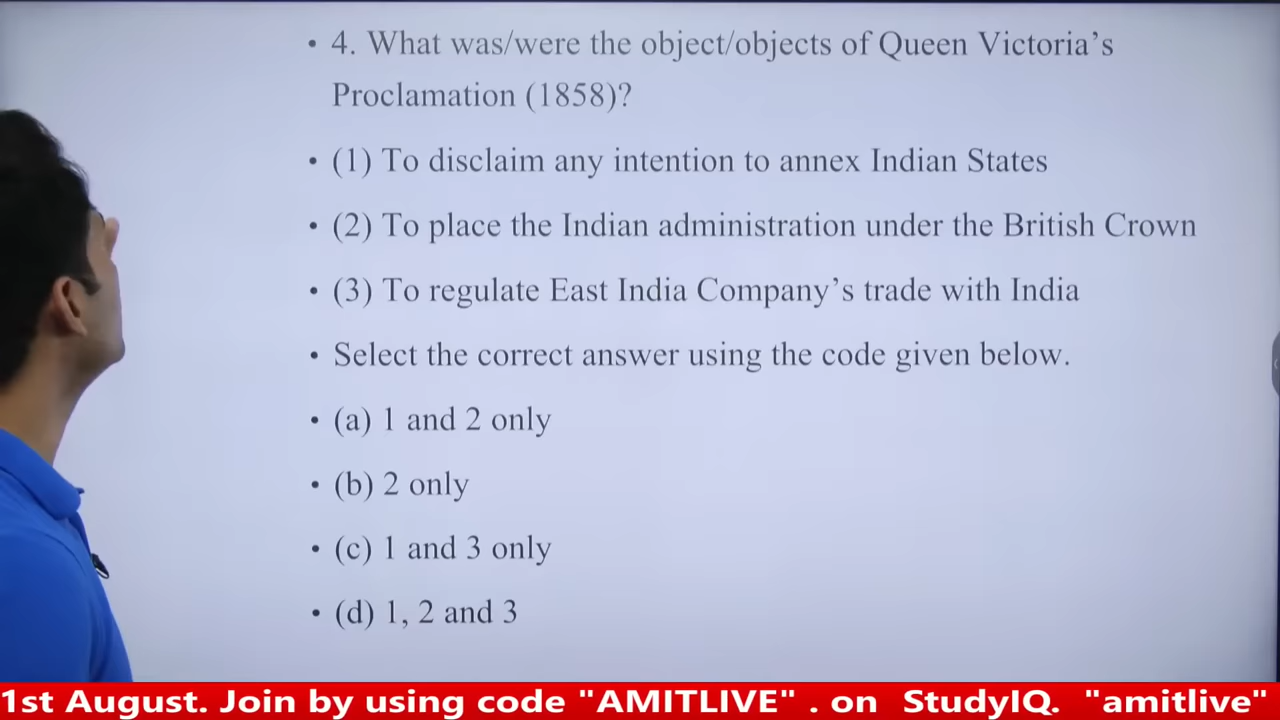 • 4. What was/were the object/objects of Queen Victoria’s
Proclamation (1858)?
• (1) To disclaim any intention to annex Indian States
• (2) To place the Indian administration under the British Crown
• (3) To regulate East India Company’s trade with India
• Select the correct answer using the code given below.
• (a) 1 and 2 only
• (b) 2 only
• (c) 1 and 3 only
• (d) 1, 2 and 3
1st August. Join by using code "AMITLIVE" . on StudyIQ. "amitlive"